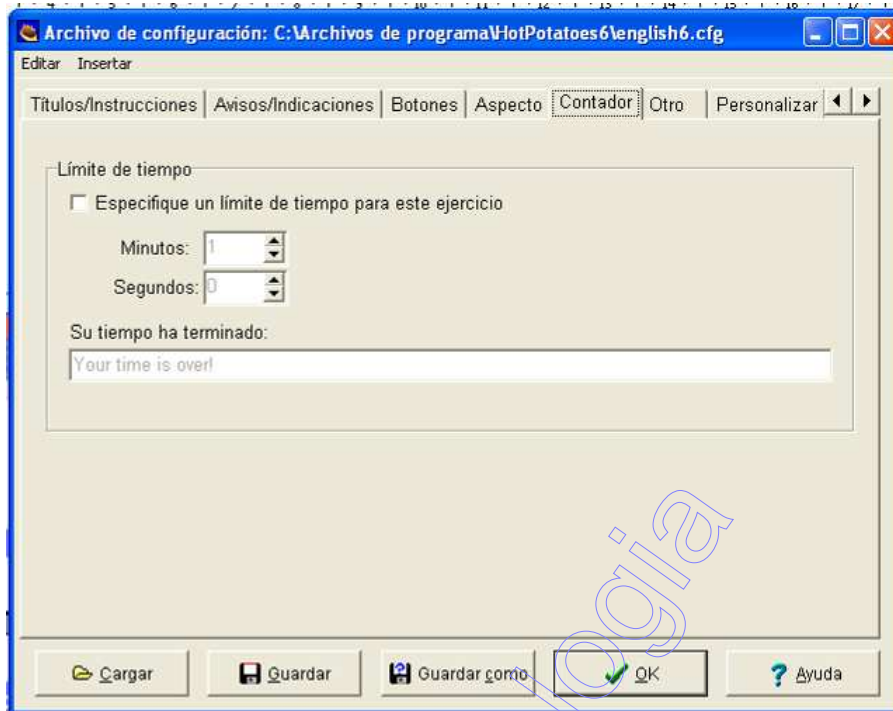 Archivo de configuración: C:\Archivos de programa\HotPotatoes6\english6.cfg
Editar Insertar
Títulos/Instrucciones Avisos/Indicaciones Botones Aspecto Contador Otro Personalizar
Límite de tiempo
Especifique un límite de tiempo para este ejercicio
Minutos: 1
Segundos: 0
Su tiempo ha terminado:
Your time is over!
Cargar Guardar Guardar como OK Ayuda